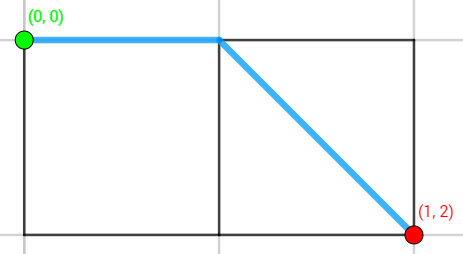 (0, 0)
(1, 2)